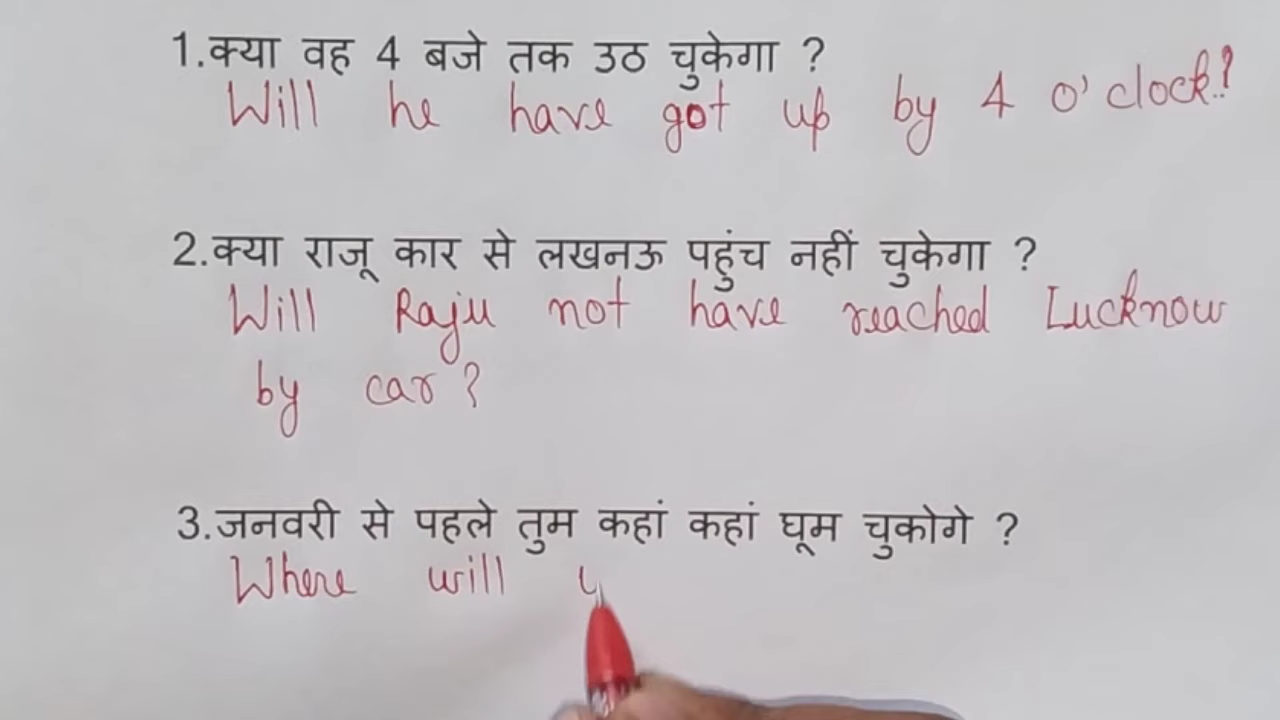 1.क्या वह 4 बजे तक उठ चुकेगा ?
Will he have got up by 4 o'clock?
2.क्या राजू कार से लखनऊ पहुंच नहीं चुकेगा ?
Will Raju not have reached Lucknow
by car?
3.जनवरी से पहले तुम कहां कहां घूम चुकोगे ?
Where will y